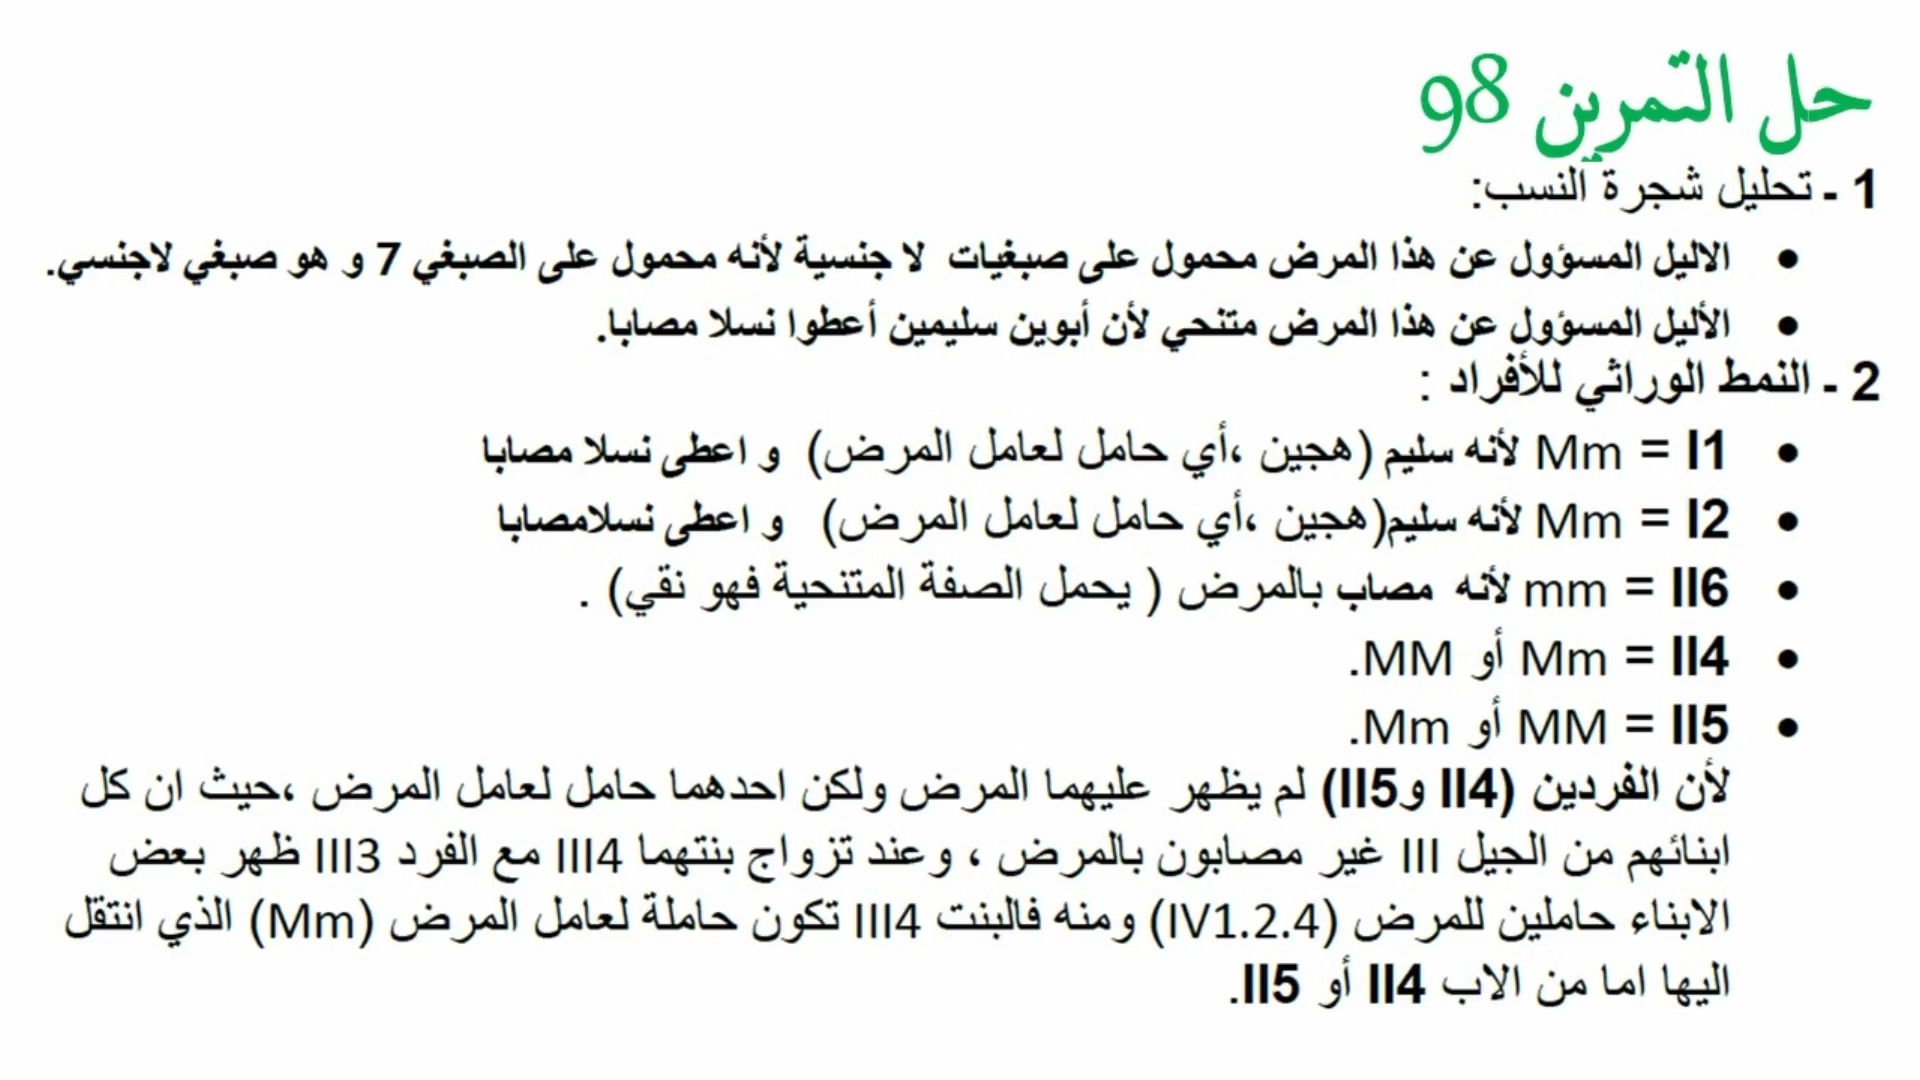 حل التمرين 98
1 - تحليل شجرة النسب:
• الاليل المسؤول عن هذا المرض محمول على صبغيات لا جنسية لأنه محمول على الصبغي 7 و هو صبغي لاجنسي.
• الأليل المسؤول عن هذا المرض متنحي لأن أبوين سليمين أعطوا نسلا مصابا.
2 - النمط الوراثي للأفراد :
• I1 = Mm لأنه سليم (هجين ،أي حامل لعامل المرض) و اعطى نسلا مصابا
• I2 = Mm لأنه سليم(هجين ،أي حامل لعامل المرض) و اعطى نسلامصابا
• II6 = mm لأنه مصاب بالمرض ( يحمل الصفة المتنحية فهو نقي) .
• II4 = Mm أو MM.
• II5 = MM أو Mm.
لأن الفردين (II4 وII5) لم يظهر عليهما المرض ولكن احدهما حامل لعامل المرض ،حيث ان كل
ابنائهم من الجيل III غير مصابون بالمرض ، وعند تزواج بنتهما III4 مع الفرد III3 ظهر بعض
الابناء حاملين للمرض (IV1.2.4) ومنه فالبنت III4 تكون حاملة لعامل المرض (Mm) الذي انتقل
اليها اما من الاب II4 أو II5.